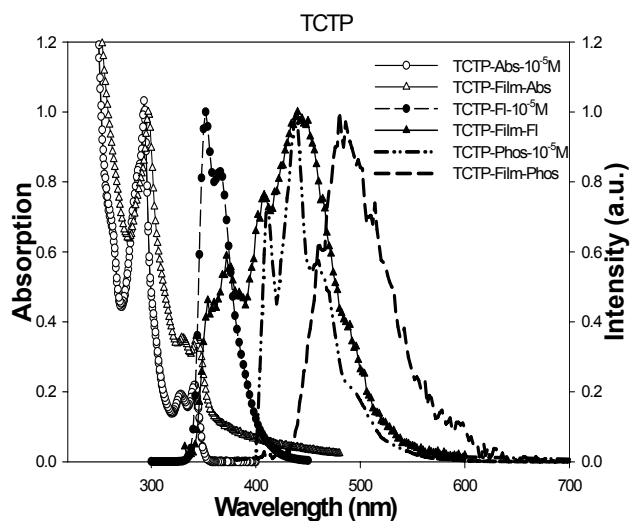 TCTP
1.2
1.0
0.8
0.6
0.4
0.2
0.0
Absorption
TCTP-Abs-10⁻⁵M
TCTP-Film-Abs
TCTP-Fl-10⁻⁵M
TCTP-Film-Fl
TCTP-Phos-10⁻⁵M
TCTP-Film-Phos
1.2
1.0
0.8
0.6
0.4
0.2
0.0
Intensity (a.u.)
300 400 500 600 700
Wavelength (nm)